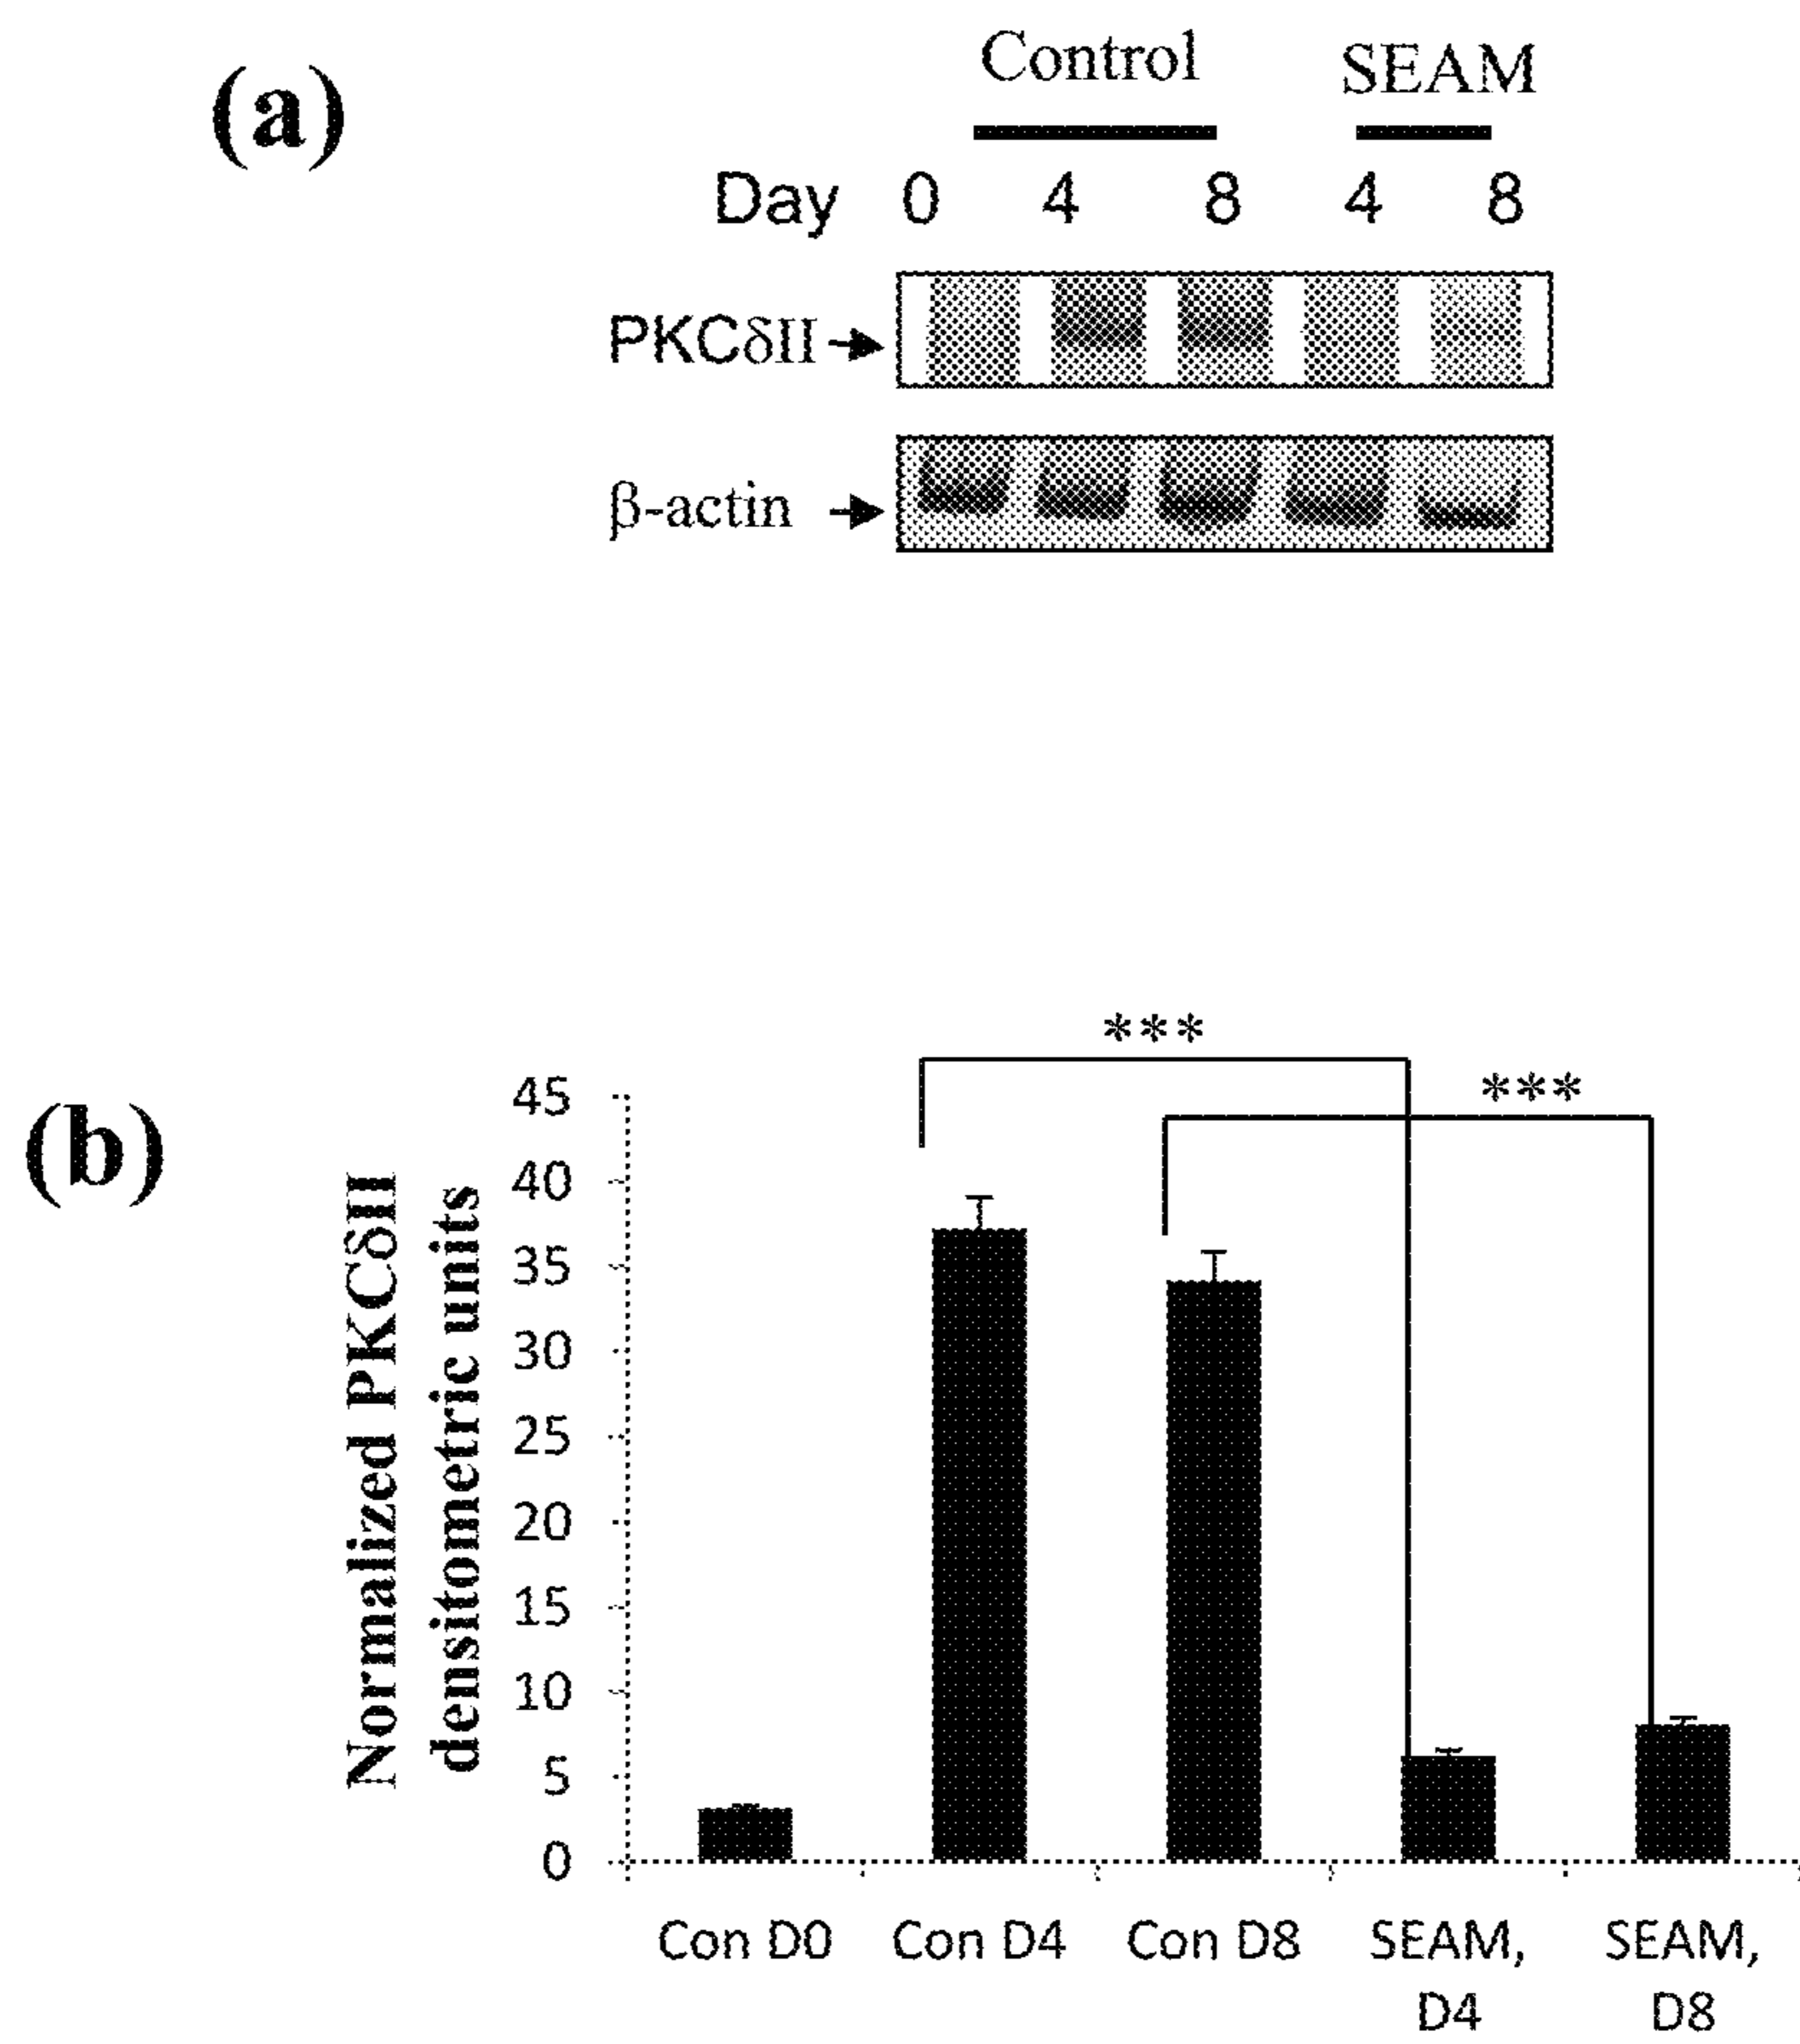 (a)
Control SEAM
Day 0 4 8 4 8
PKCδII
β-actin
(b)
***
***
Normalized PKCδII
densitometric units
45
40
35
30
25
20
15
10
5
0
Con D0 Con D4 Con D8 SEAM, SEAM,
D4 D8